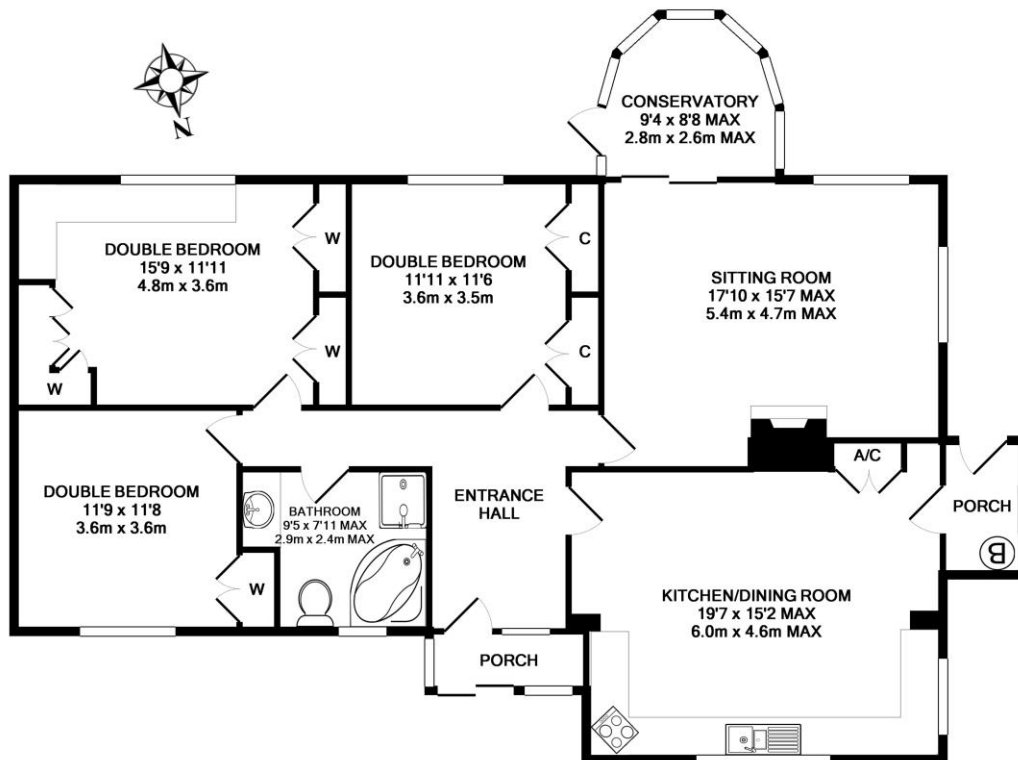 N
CONSERVATORY
9'4 x 8'8 MAX
2.8m x 2.6m MAX
DOUBLE BEDROOM
15'9 x 11'11
4.8m x 3.6m
W
W
W
DOUBLE BEDROOM
11'11 x 11'6
3.6m x 3.5m
C
C
SITTING ROOM
17'10 x 15'7 MAX
5.4m x 4.7m MAX
DOUBLE BEDROOM
11'9 x 11'8
3.6m x 3.6m
W
BATHROOM
9'5 x 7'11 MAX
2.9m x 2.4m MAX
ENTRANCE
HALL
A/C
PORCH
B
KITCHEN/DINING ROOM
19'7 x 15'2 MAX
6.0m x 4.6m MAX
PORCH